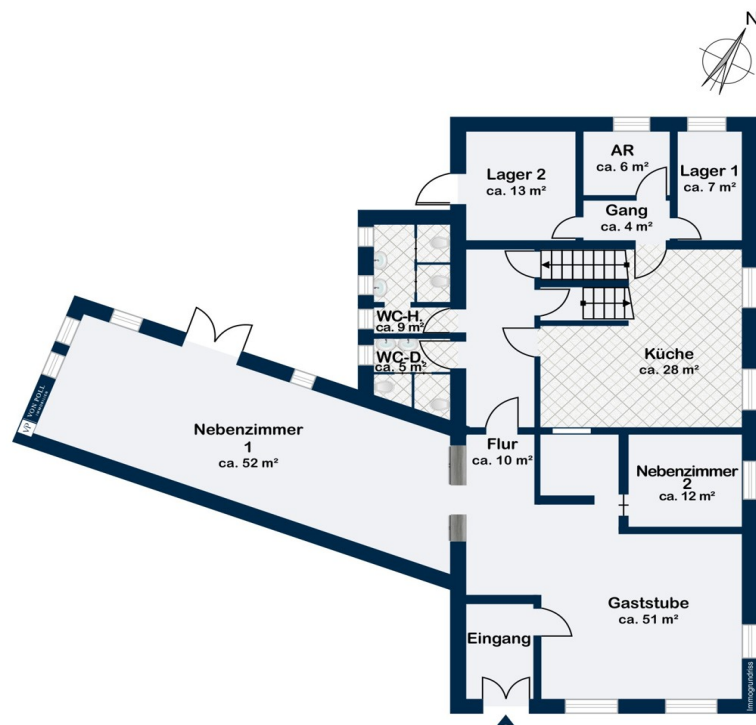 N
AR
ca. 6 m²
Lager 2
ca. 13 m²
Lager 1
ca. 7 m²
Gang
ca. 4 m²
WC-H.
ca. 9 m²
WC-D.
ca. 5 m²
Küche
ca. 28 m²
VP VON POLL
IMMOBILIEN
Nebenzimmer
1
ca. 52 m²
Flur
ca. 10 m²
Nebenzimmer
2
ca. 12 m²
Gaststube
ca. 51 m²
Eingang
Immogrundriss